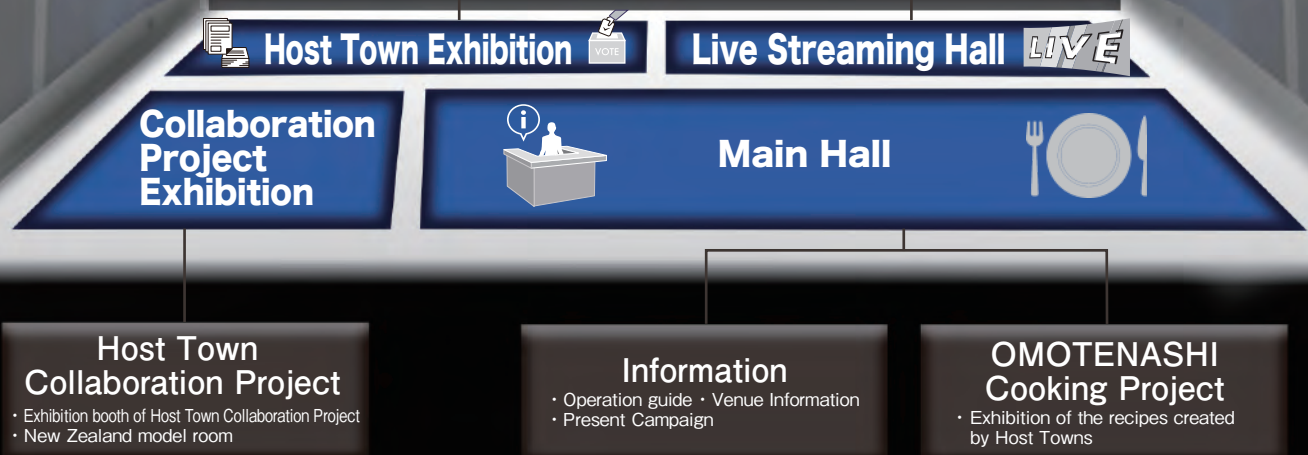 Host Town Exhibition
VOTE
Live Streaming Hall
LIVE
Collaboration
Project
Exhibition
i
Main Hall
Host Town
Collaboration Project
・Exhibition booth of Host Town Collaboration Project
・New Zealand model room
Information
・Operation guide・Venue Information
・Present Campaign
OMOTENASHI
Cooking Project
・Exhibition of the recipes created
by Host Towns